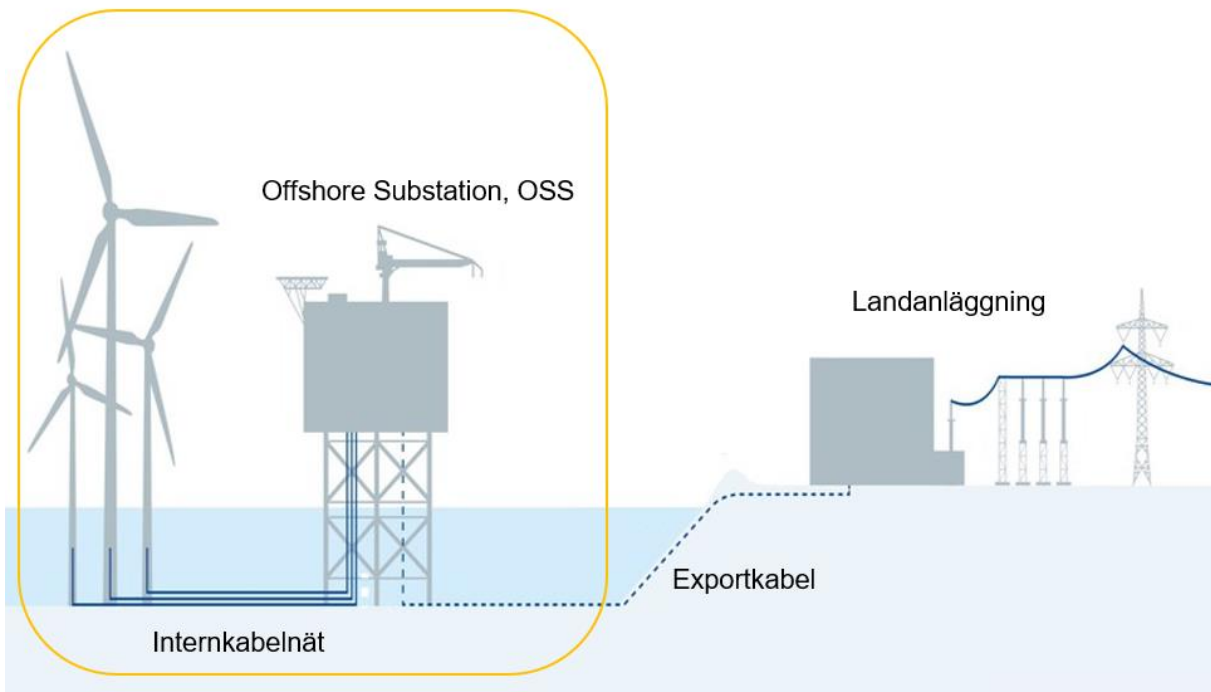 Offshore Substation, OSS
Landanläggning
Exportkabel
Internkabelnät